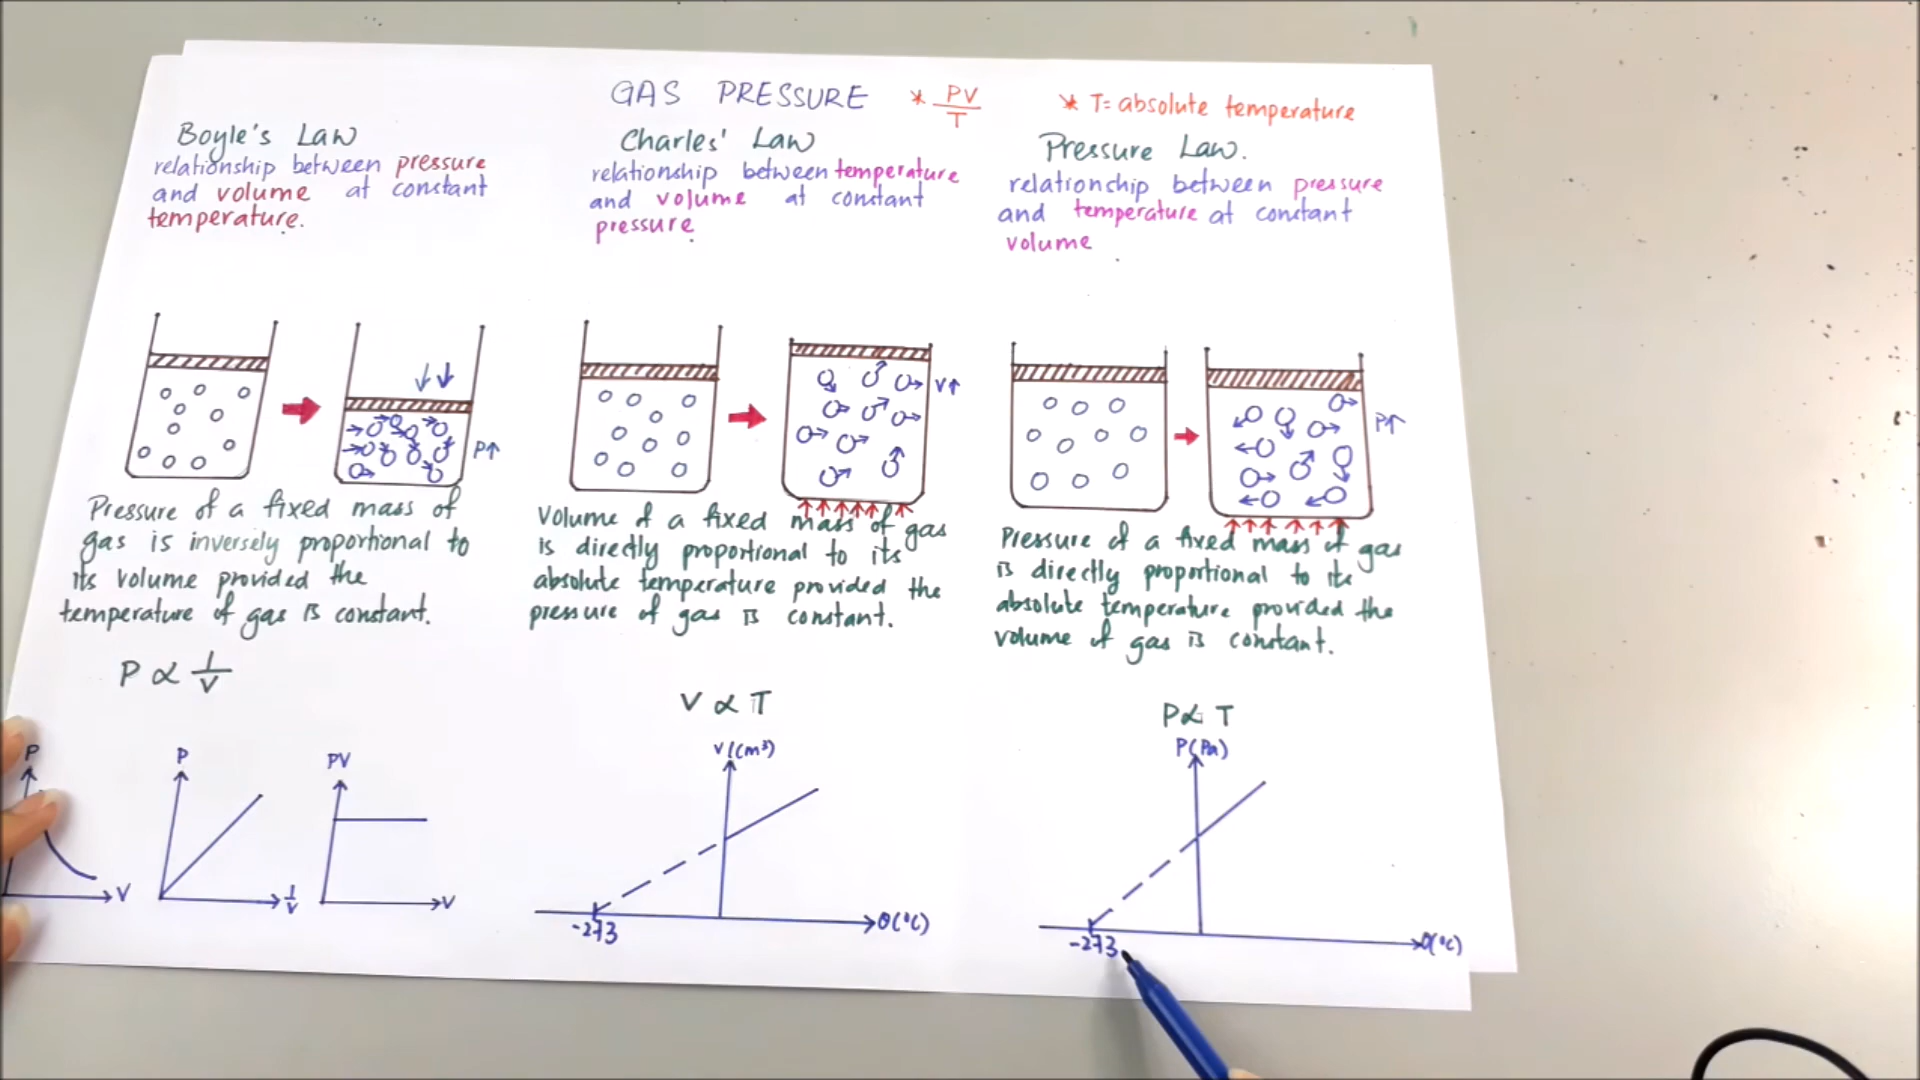 GAS PRESSURE * PV/T * T = absolute temperature
Boyle's Law
relationship between pressure
and volume at constant
temperature.
P↑
Pressure of a fixed mass of
gas is inversely proportional to
its volume provided the
temperature of gas is constant.
P ∝ 1/V
P
V
P
1/V
PV
V
Charles' Law
relationship between temperature
and volume at constant
pressure.
V↑
Volume of a fixed mass of gas
is directly proportional to its
absolute temperature provided the
pressure of gas is constant.
V ∝ T
V/(m³)
-273
θ(°C)
Pressure Law.
relationship between pressure
and temperature at constant
volume
P↑
Pressure of a fixed mass of gas
is directly proportional to its
absolute temperature provided the
volume of gas is constant.
P ∝ T
P(Pa)
-273
θ(°C)